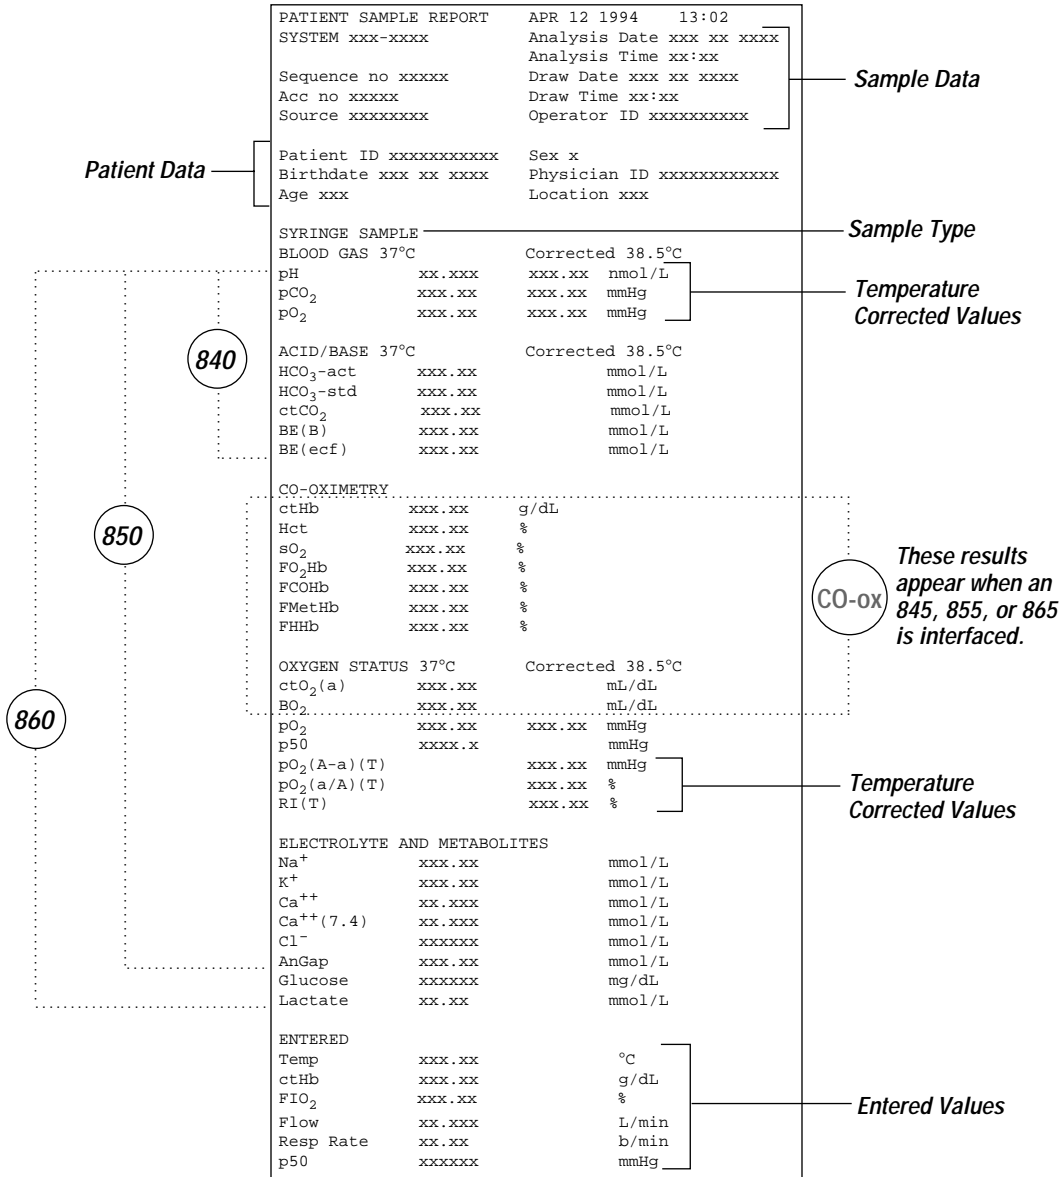 PATIENT SAMPLE REPORT APR 12 1994 13:02
SYSTEM xxx-xxxx Analysis Date xxx xx xxxx
Analysis Time xx:xx
Sequence no xxxxx Draw Date xxx xx xxxx
Acc no xxxxx Draw Time xx:xx
Source xxxxxxxx Operator ID xxxxxxxxxx
Sample Data
Patient Data
Patient ID xxxxxxxxxxx Sex x
Birthdate xxx xx xxxx Physician ID xxxxxxxxxxxx
Age xxx Location xxx
SYRINGE SAMPLE
Sample Type
BLOOD GAS 37°C Corrected 38.5°C
pH xx.xxx xxx.xx nmol/L
pCO₂ xxx.xx xxx.xx mmHg
pO₂ xxx.xx xxx.xx mmHg
Temperature
Corrected Values
840
ACID/BASE 37°C Corrected 38.5°C
HCO₃-act xxx.xx mmol/L
HCO₃-std xxx.xx mmol/L
ctCO₂ xxx.xx mmol/L
BE(B) xxx.xx mmol/L
BE(ecf) xxx.xx mmol/L
850
CO-OXIMETRY
ctHb xxx.xx g/dL
Hct xxx.xx %
sO₂ xxx.xx %
FO₂Hb xxx.xx %
FCOHb xxx.xx %
FMetHb xxx.xx %
FHHb xxx.xx %
CO-ox
These results
appear when an
845, 855, or 865
is interfaced.
860
OXYGEN STATUS 37°C Corrected 38.5°C
ctO₂(a) xxx.xx mL/dL
BO₂ xxx.xx mL/dL
pO₂ xxx.xx xxx.xx mmHg
p50 xxxx.x mmHg
pO₂(A-a)(T) xxx.xx mmHg
pO₂(a/A)(T) xxx.xx %
RI(T) xxx.xx %
Temperature
Corrected Values
ELECTROLYTE AND METABOLITES
Na⁺ xxx.xx mmol/L
K⁺ xxx.xx mmol/L
Ca⁺⁺ xx.xxx mmol/L
Ca⁺⁺(7.4) xx.xxx mmol/L
Cl⁻ xxxxxx mmol/L
AnGap xxx.xx mmol/L
Glucose xxxxxx mg/dL
Lactate xx.xx mmol/L
ENTERED
Temp xxx.xx °C
ctHb xxx.xx g/dL
FIO₂ xxx.xx %
Flow xx.xxx L/min
Resp Rate xx.xx b/min
p50 xxxxxx mmHg
Entered Values